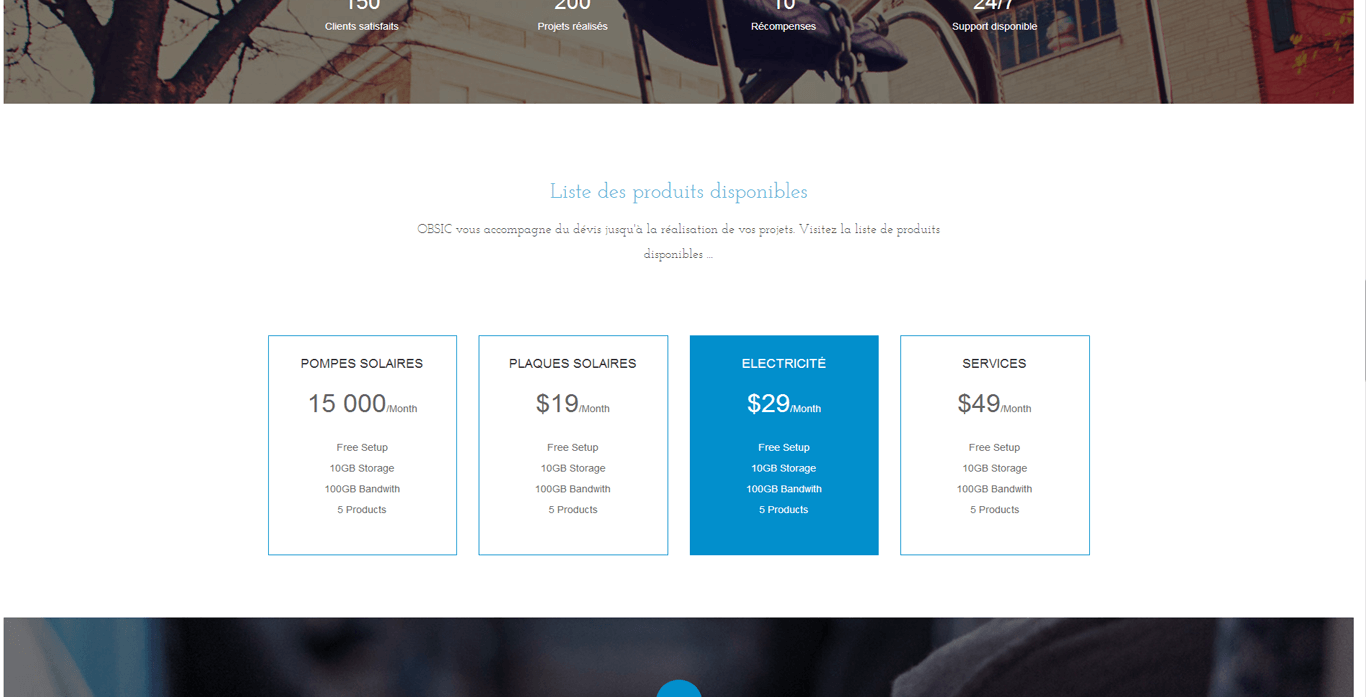 150 200 10 24/7
Clients satisfaits Projets réalisés Récompenses Support disponible
Liste des produits disponibles
OBSIC vous accompagne du dévis jusqu'à la réalisation de vos projets. Visitez la liste de produits
disponibles ...
POMPES SOLAIRES
15 000/Month
Free Setup
10GB Storage
100GB Bandwith
5 Products
PLAQUES SOLAIRES
$19/Month
Free Setup
10GB Storage
100GB Bandwith
5 Products
ELECTRICITÉ
$29/Month
Free Setup
10GB Storage
100GB Bandwith
5 Products
SERVICES
$49/Month
Free Setup
10GB Storage
100GB Bandwith
5 Products